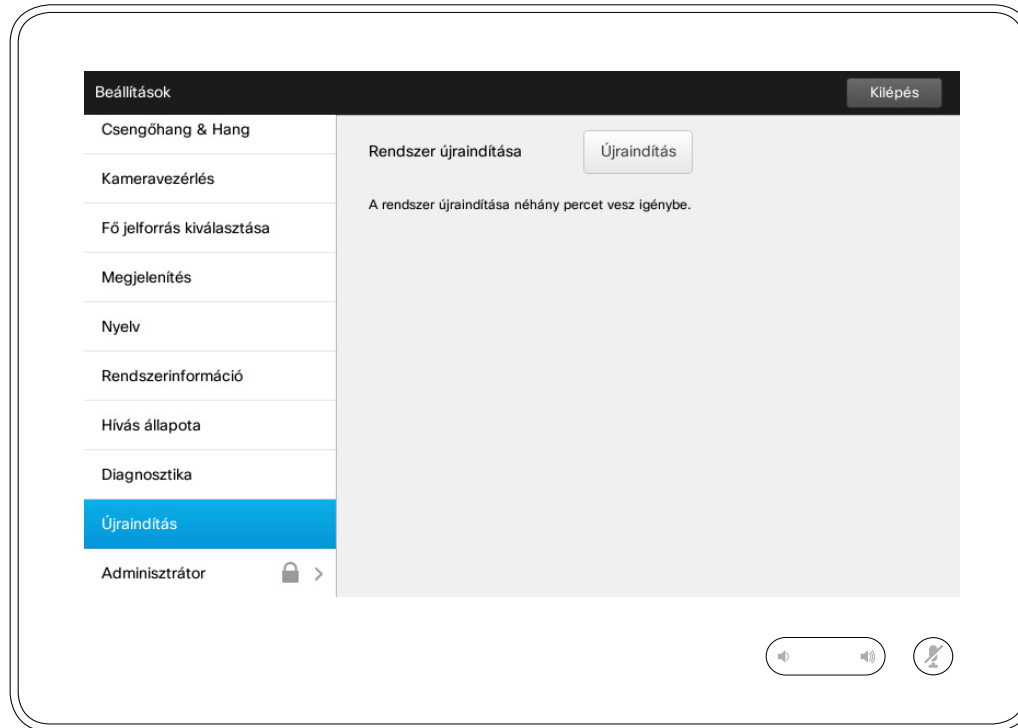 Beállítások
Kilépés
Csengőhang & Hang
Kameravezérlés
Fő jelforrás kiválasztása
Megjelenítés
Nyelv
Rendszerinformáció
Hívás állapota
Diagnosztika
Újraindítás
Adminisztrátor
Rendszer újraindítása
Újraindítás
A rendszer újraindítása néhány percet vesz igénybe.